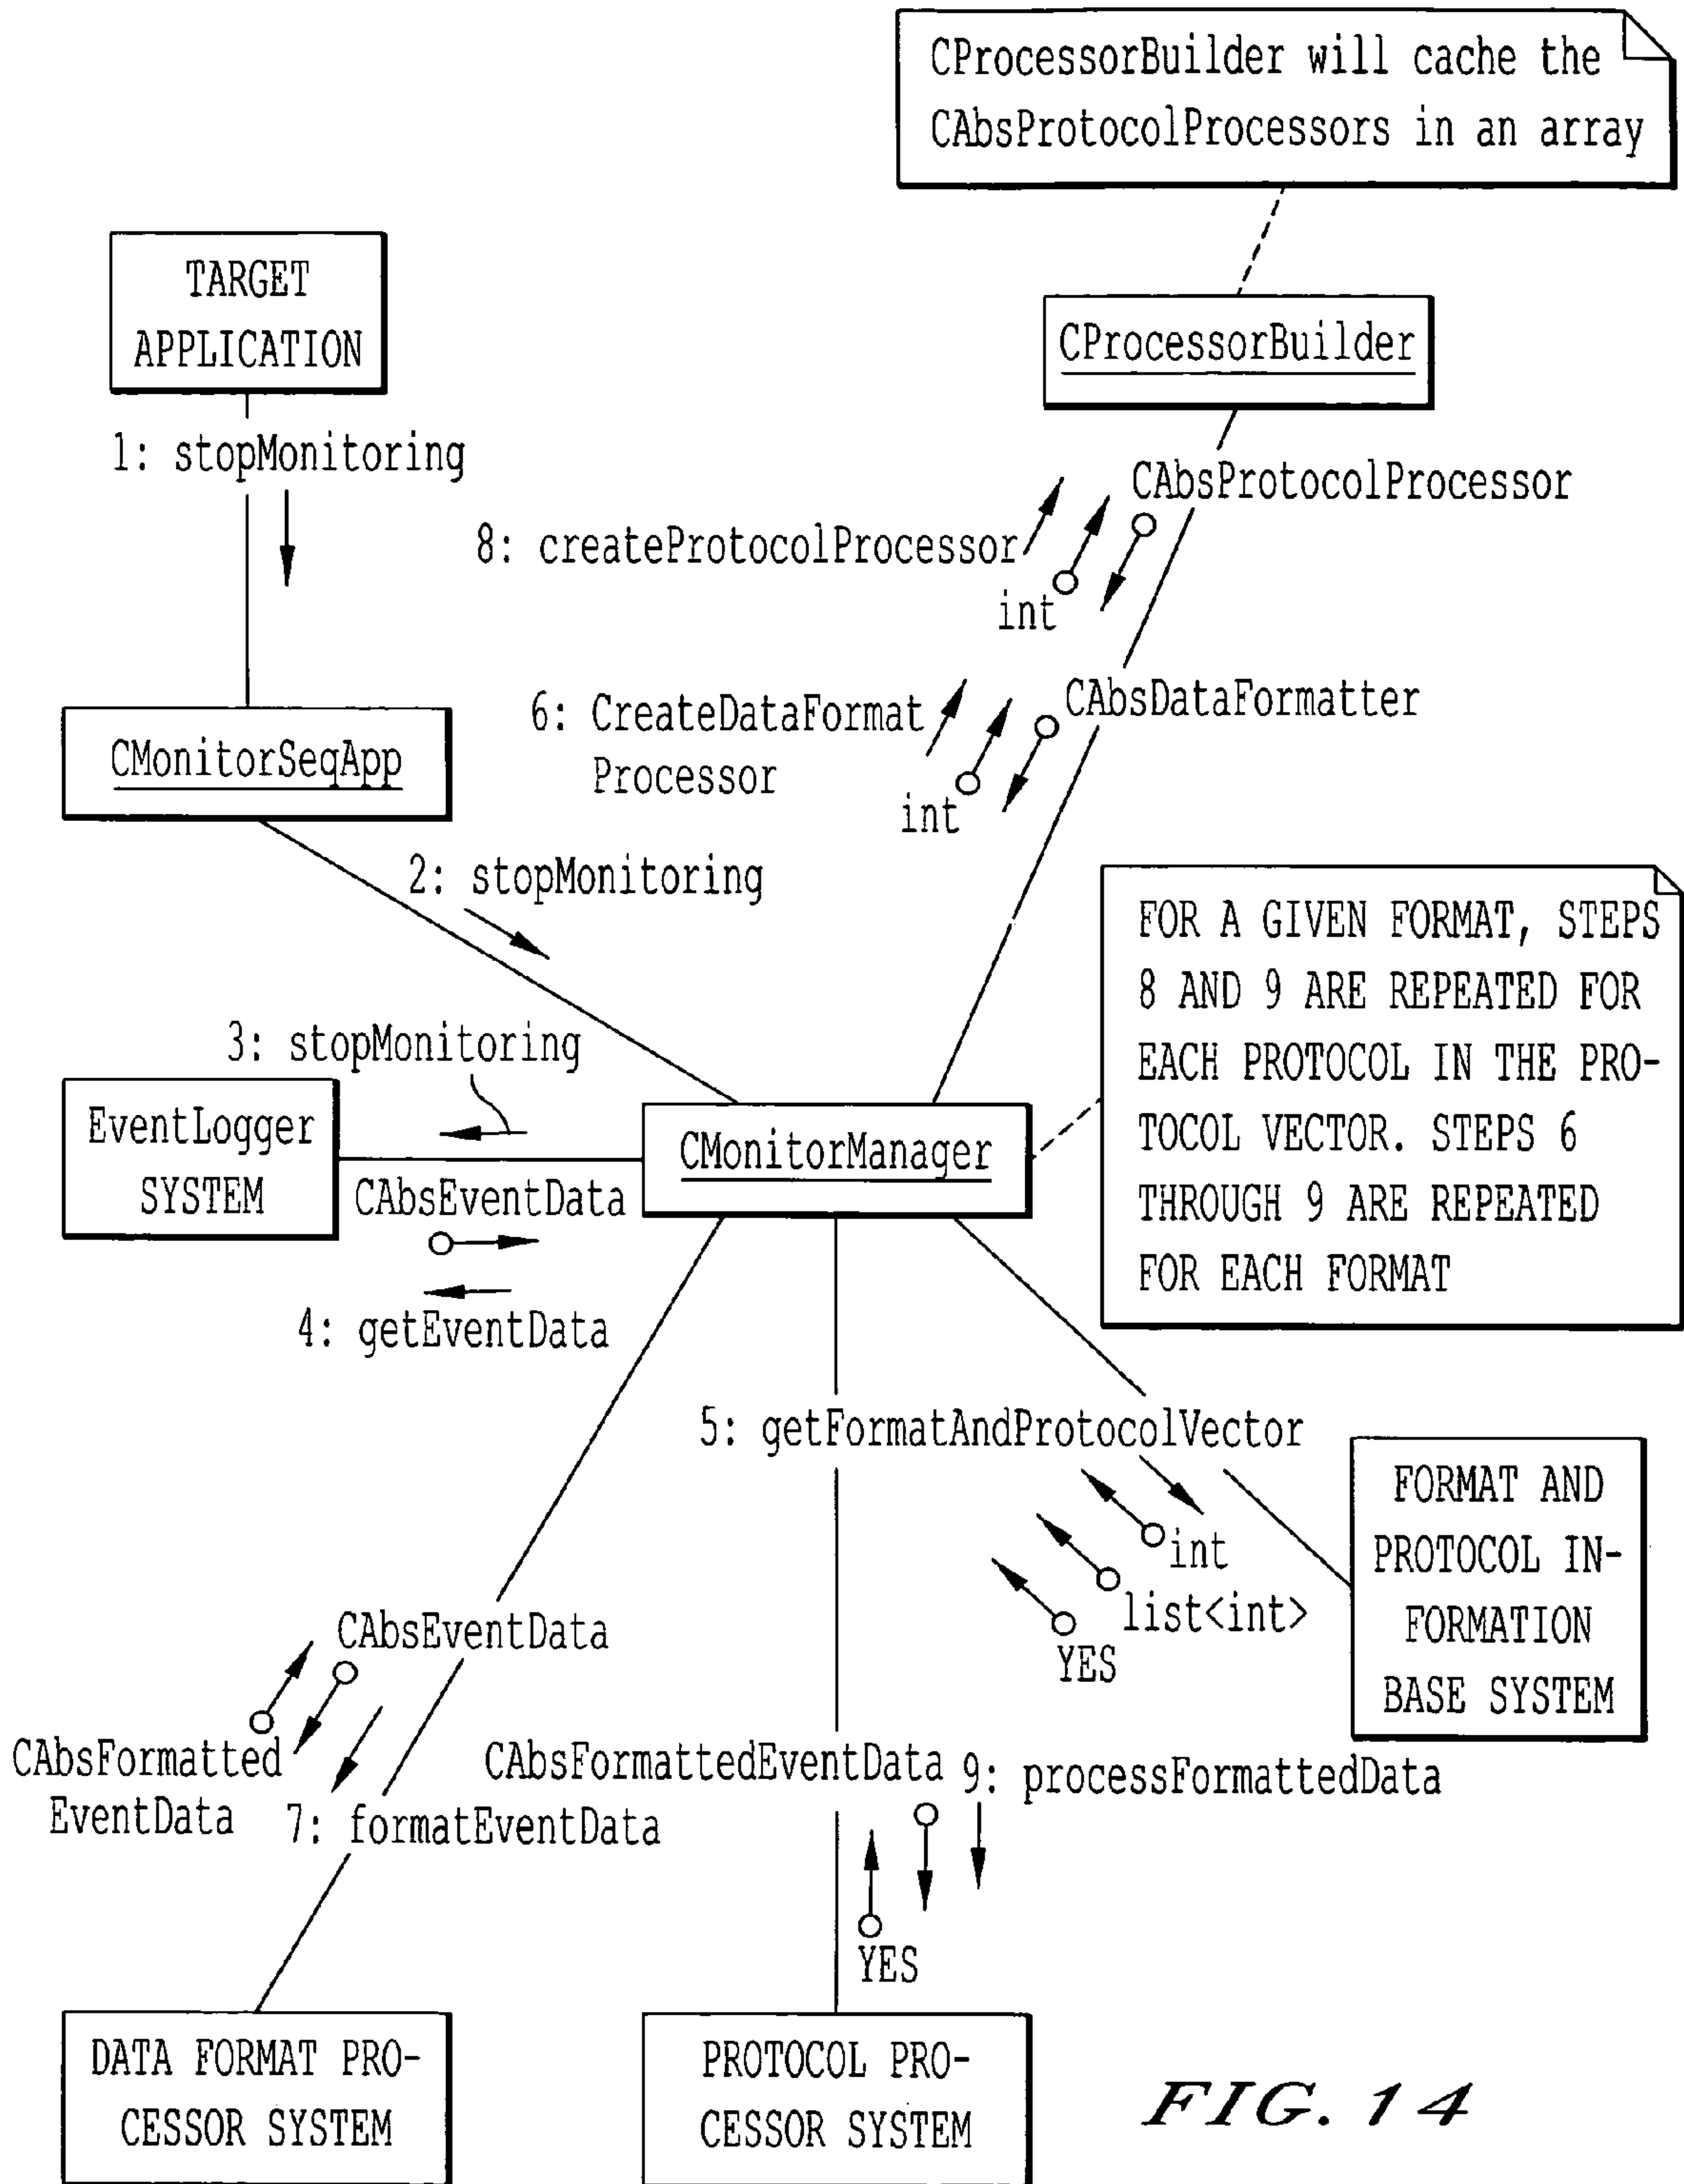 CProcessorBuilder will cache the
CAbsProtocolProcessors in an array
TARGET
APPLICATION
CProcessorBuilder
1: stopMonitoring
CAbsProtocolProcessor
8: createProtocolProcessor
int
6: CreateDataFormat
Processor
CAbsDataFormatter
int
CMonitorSeqApp
2: stopMonitoring
FOR A GIVEN FORMAT, STEPS
8 AND 9 ARE REPEATED FOR
EACH PROTOCOL IN THE PRO-
TOCOL VECTOR. STEPS 6
THROUGH 9 ARE REPEATED
FOR EACH FORMAT
3: stopMonitoring
EventLogger
SYSTEM
CMonitorManager
CAbsEventData
4: getEventData
5: getFormatAndProtocolVector
int
list<int>
YES
FORMAT AND
PROTOCOL IN-
FORMATION
BASE SYSTEM
CAbsEventData
CAbsFormatted
EventData
7: formatEventData
CAbsFormattedEventData
9: processFormattedData
YES
DATA FORMAT PRO-
CESSOR SYSTEM
PROTOCOL PRO-
CESSOR SYSTEM
FIG. 14